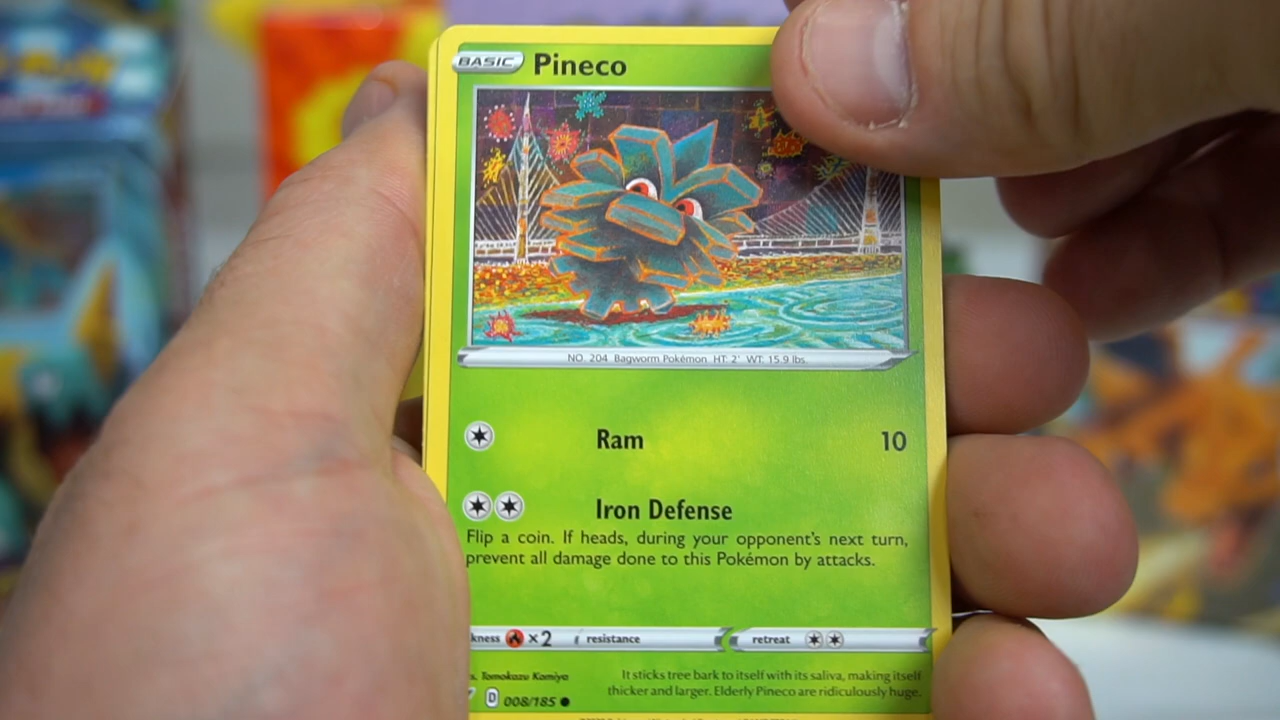 BASIC Pineco
NO. 204 Bagworm Pokémon HT: 2' WT: 15.9 lbs.
Ram 10
Iron Defense
Flip a coin. If heads, during your opponent's next turn,
prevent all damage done to this Pokémon by attacks.
kness ×2 resistance retreat
s. Tomokazu Komiya
It sticks tree bark to itself with its saliva, making itself
thicker and larger. Elderly Pineco are ridiculously huge.
D 008/185